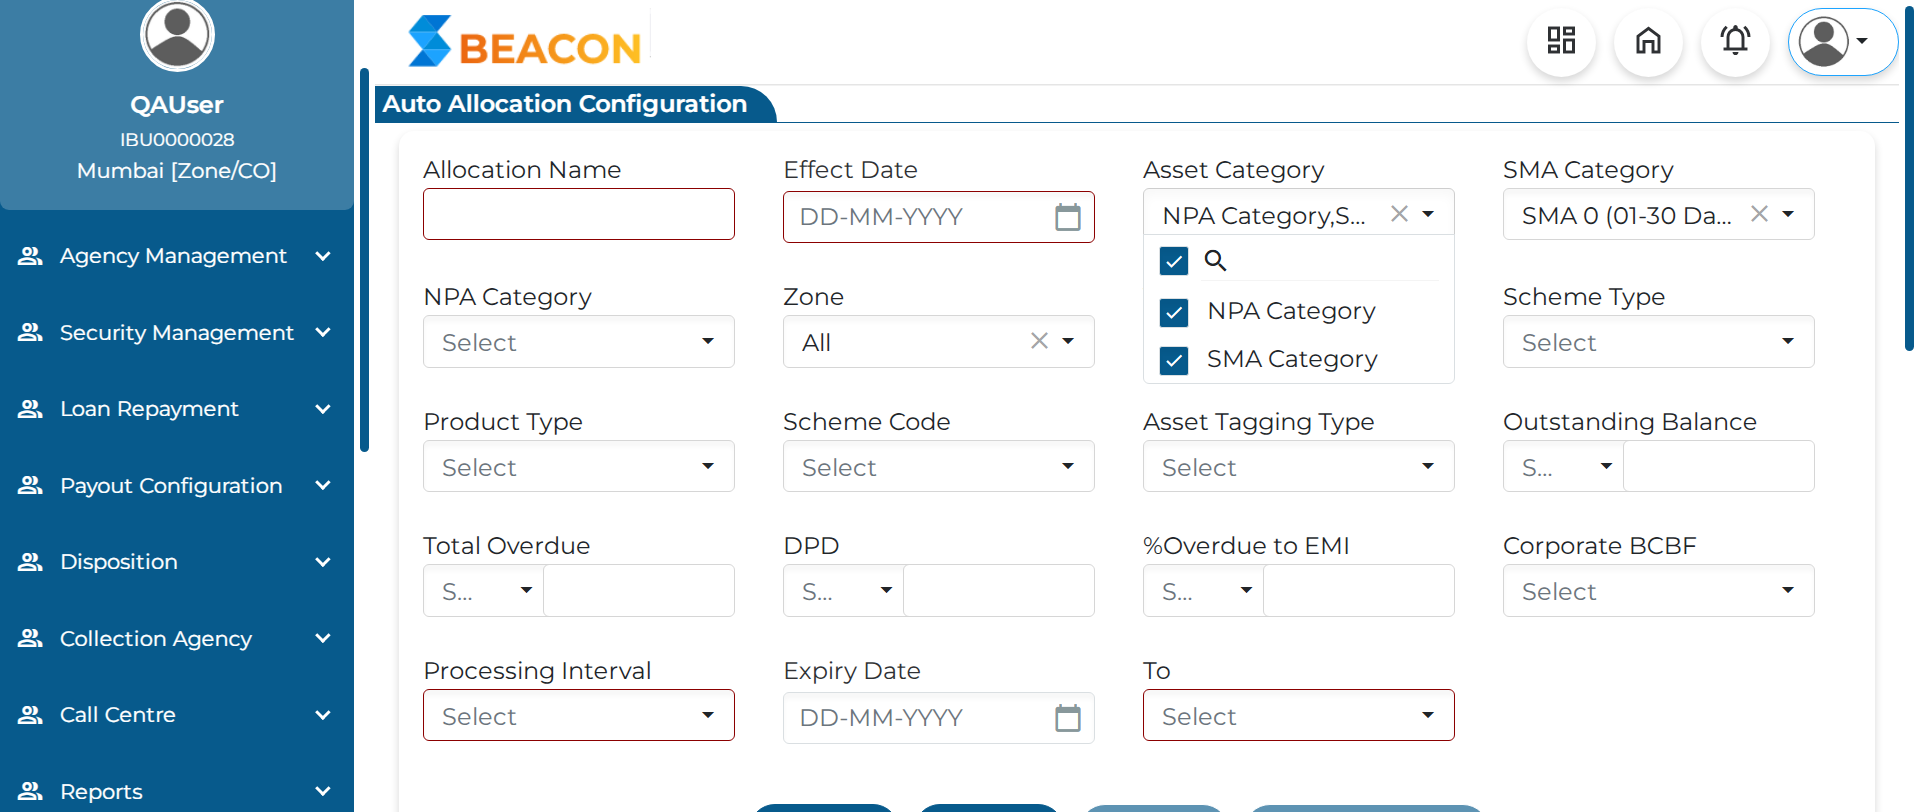 QAUser
IBU0000028
Mumbai [Zone/CO]
Agency Management
Security Management
Loan Repayment
Payout Configuration
Disposition
Collection Agency
Call Centre
Reports
BEACON
Auto Allocation Configuration
Allocation Name
Effect Date
DD-MM-YYYY
Asset Category
NPA Category,S...
NPA Category
SMA Category
SMA Category
SMA 0 (01-30 Da...
NPA Category
Select
Zone
All
Scheme Type
Select
Product Type
Select
Scheme Code
Select
Asset Tagging Type
Select
Outstanding Balance
S...
Total Overdue
S...
DPD
S...
%Overdue to EMI
S...
Corporate BCBF
Select
Processing Interval
Select
Expiry Date
DD-MM-YYYY
To
Select